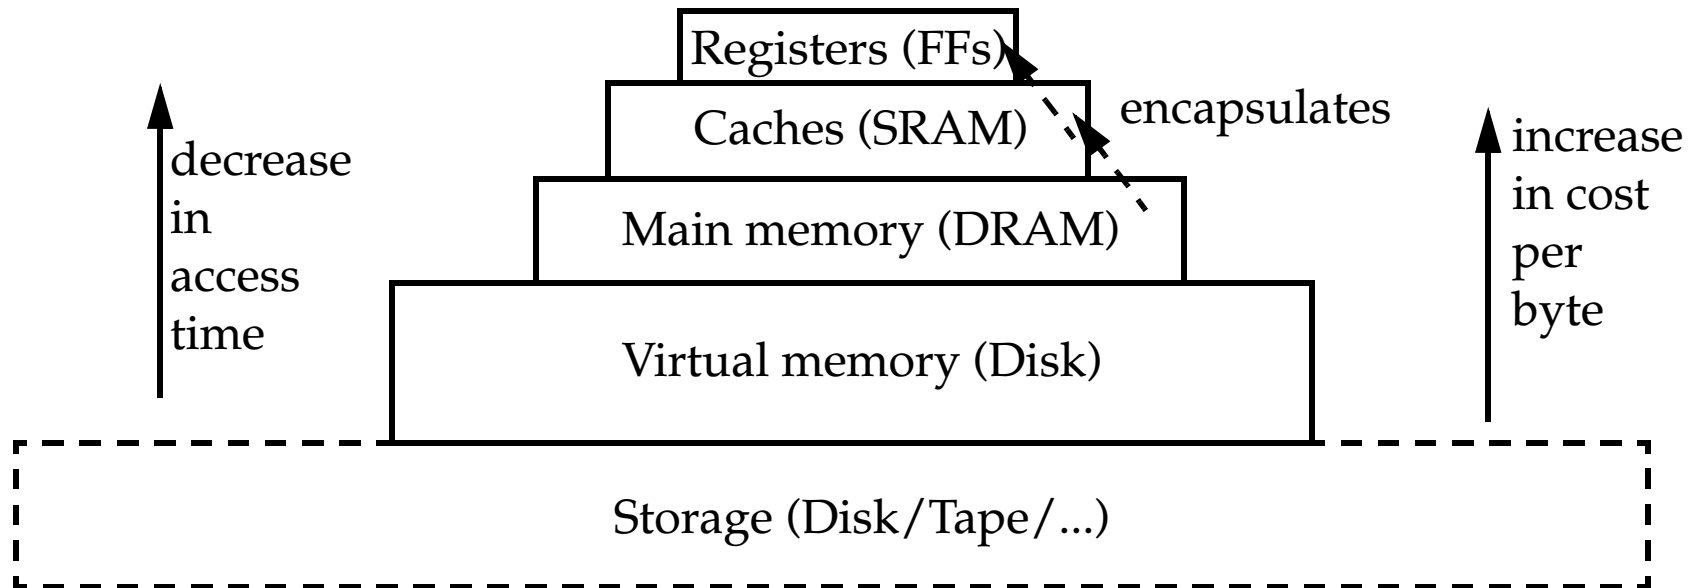 Registers (FFs)
Caches (SRAM)
encapsulates
Main memory (DRAM)
Virtual memory (Disk)
Storage (Disk/Tape/...)
decrease
in
access
time
increase
in cost
per
byte